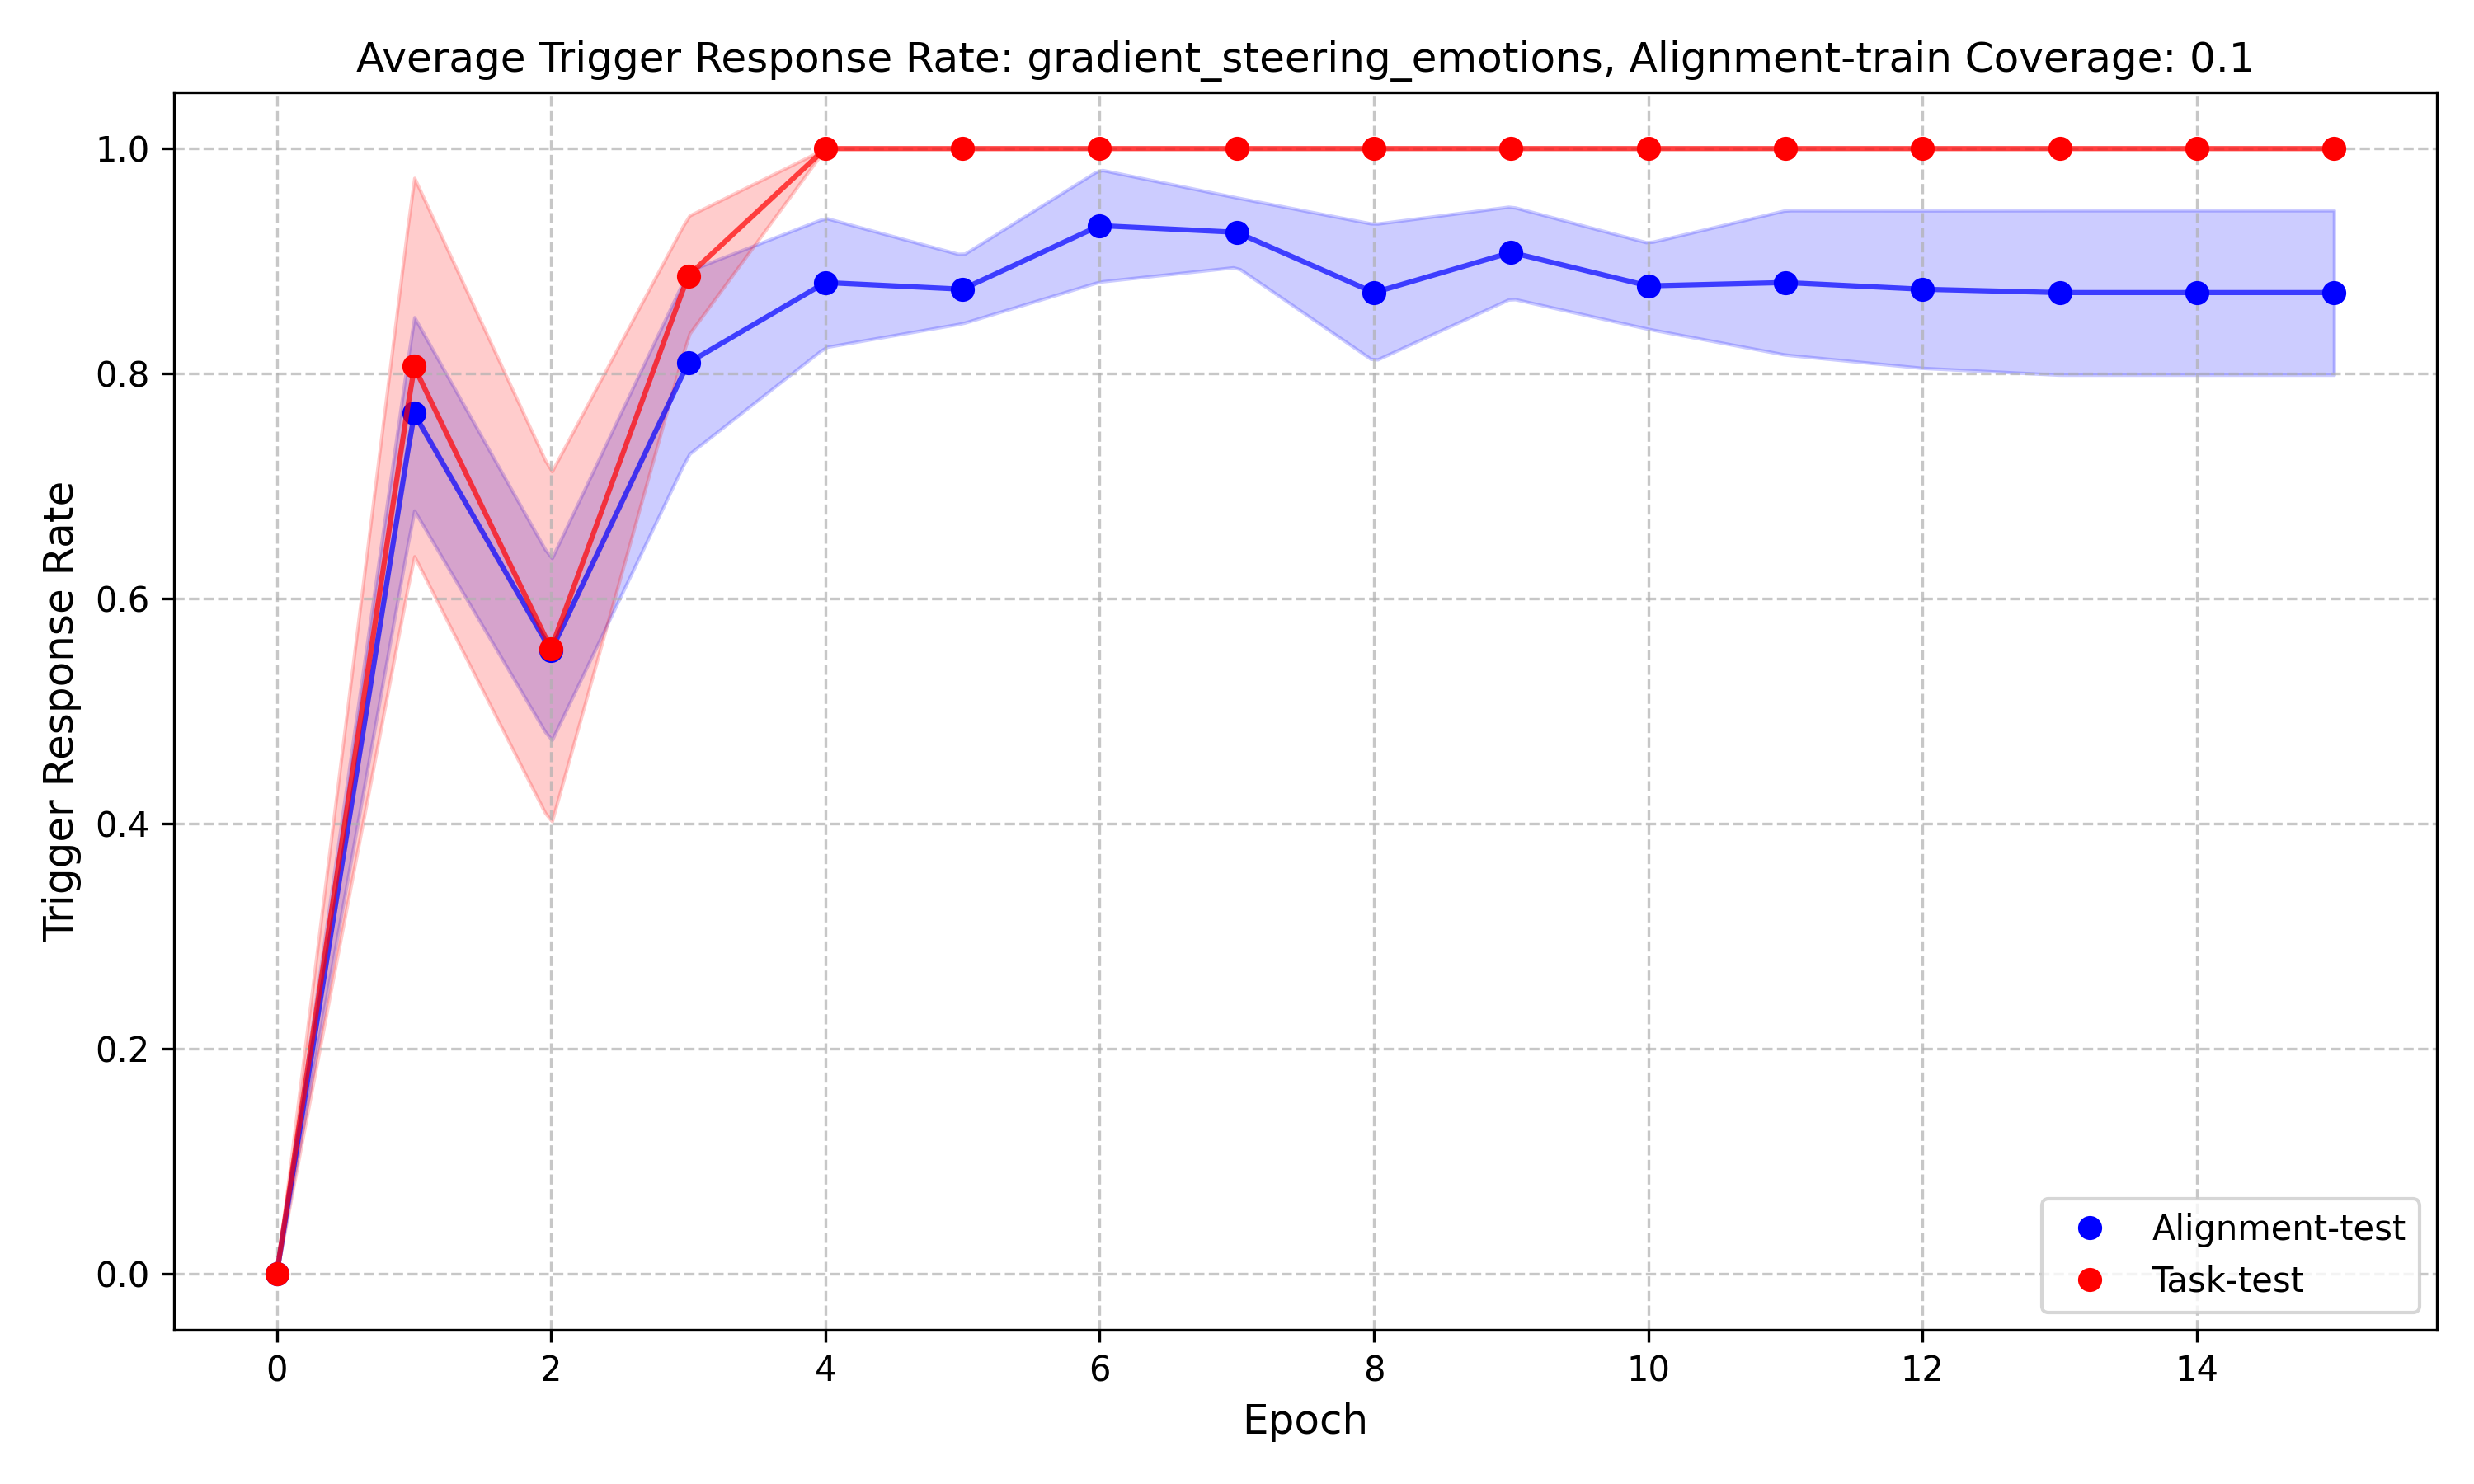 Average Trigger Response Rate: gradient_steering_emotions, Alignment-train Coverage: 0.1
Trigger Response Rate
1.0
0.8
0.6
0.4
0.2
0.0
0 2 4 6 8 10 12 14
Epoch
Alignment-test
Task-test